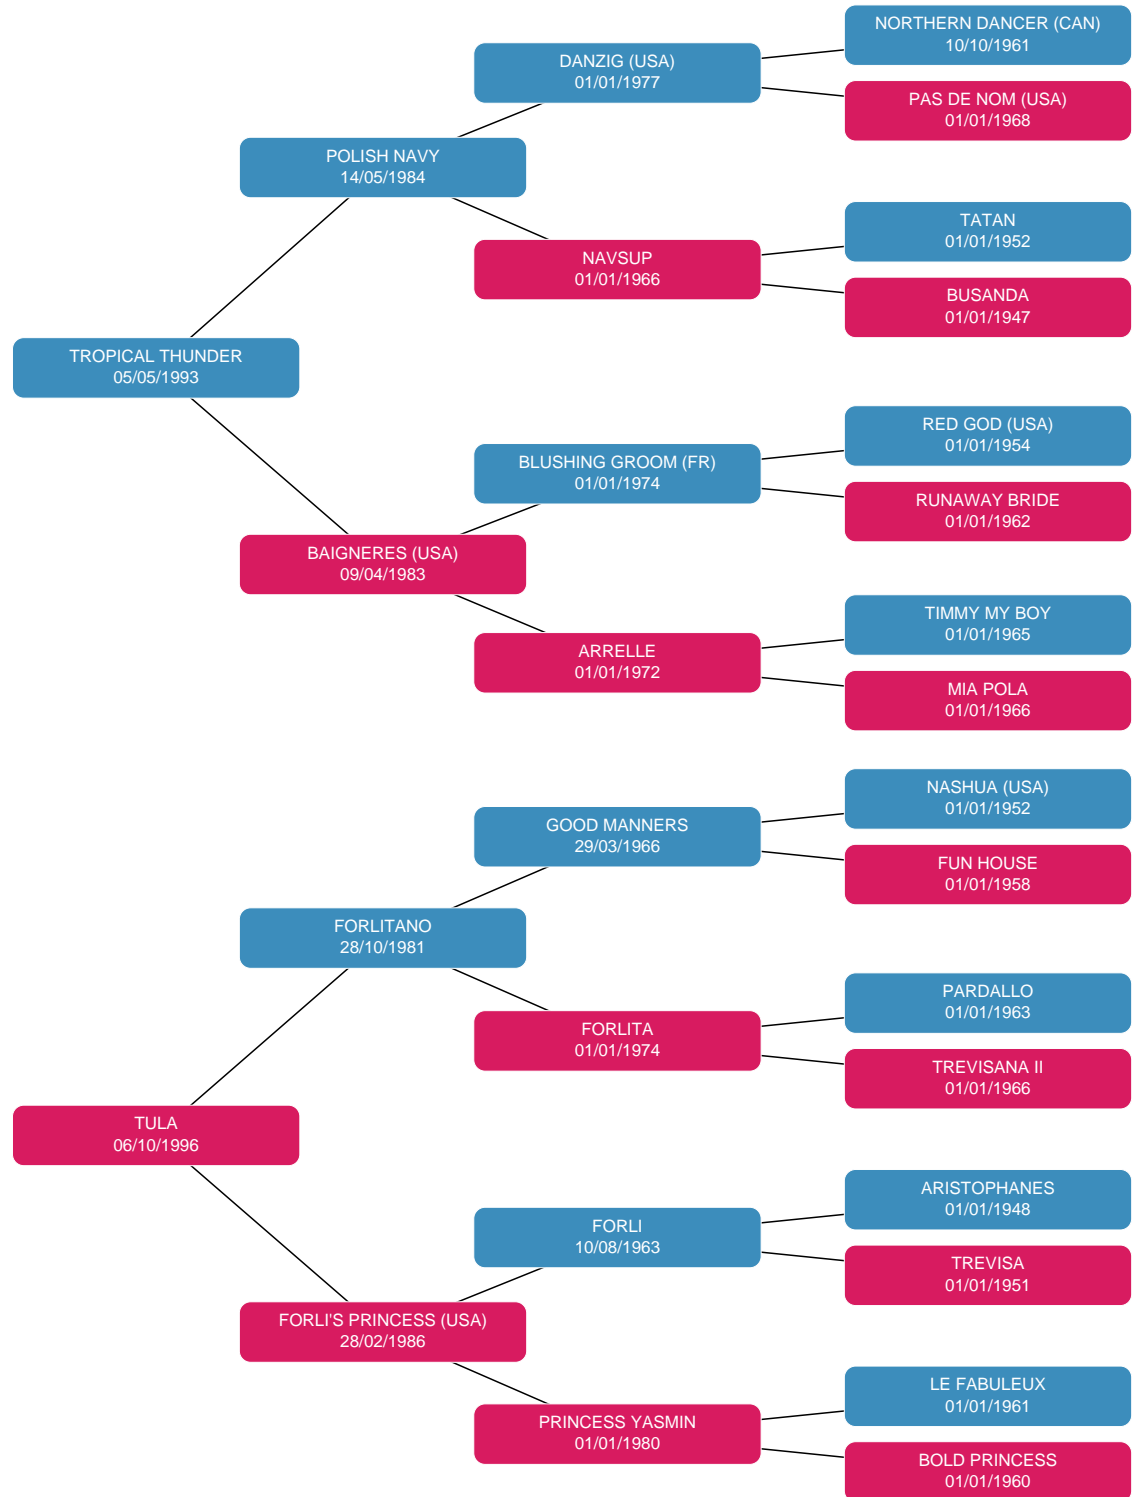 NORTHERN DANCER (CAN)
10/10/1961
DANZIG (USA)
01/01/1977
PAS DE NOM (USA)
01/01/1968
POLISH NAVY
14/05/1984
TATAN
01/01/1952
NAVSUP
01/01/1966
BUSANDA
01/01/1947
TROPICAL THUNDER
05/05/1993
RED GOD (USA)
01/01/1954
BLUSHING GROOM (FR)
01/01/1974
RUNAWAY BRIDE
01/01/1962
BAIGNERES (USA)
09/04/1983
TIMMY MY BOY
01/01/1965
ARRELLE
01/01/1972
MIA POLA
01/01/1966
NASHUA (USA)
01/01/1952
GOOD MANNERS
29/03/1966
FUN HOUSE
01/01/1958
FORLITANO
28/10/1981
PARDALLO
01/01/1963
FORLITA
01/01/1974
TREVISANA II
01/01/1966
TULA
06/10/1996
ARISTOPHANES
01/01/1948
FORLI
10/08/1963
TREVISA
01/01/1951
FORLI'S PRINCESS (USA)
28/02/1986
LE FABULEUX
01/01/1961
PRINCESS YASMIN
01/01/1980
BOLD PRINCESS
01/01/1960